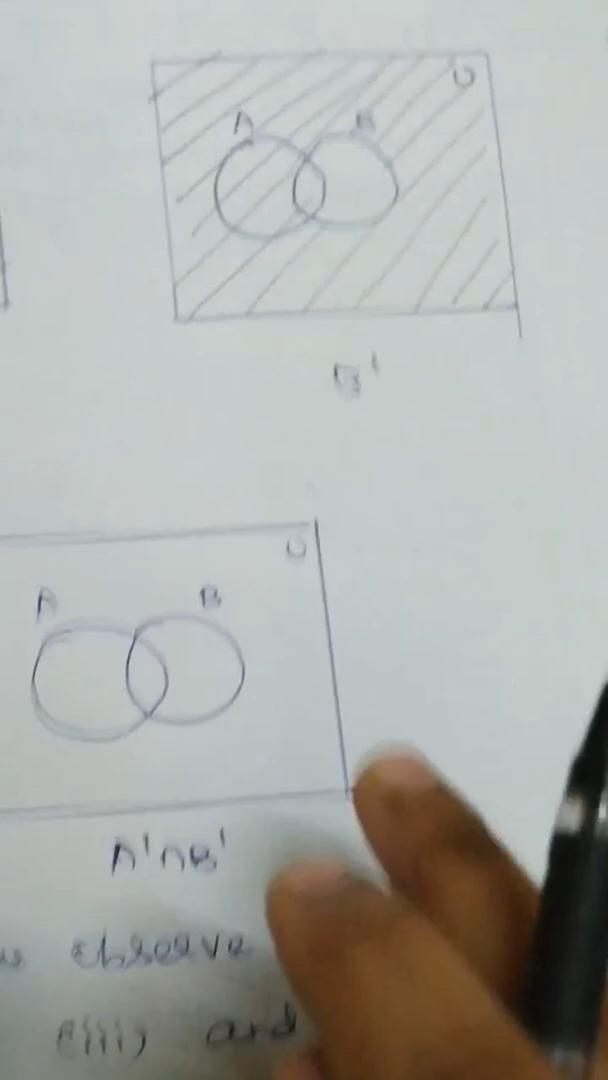 U
A B
B'
U
A B
A'∩B'
observe
(iii) and